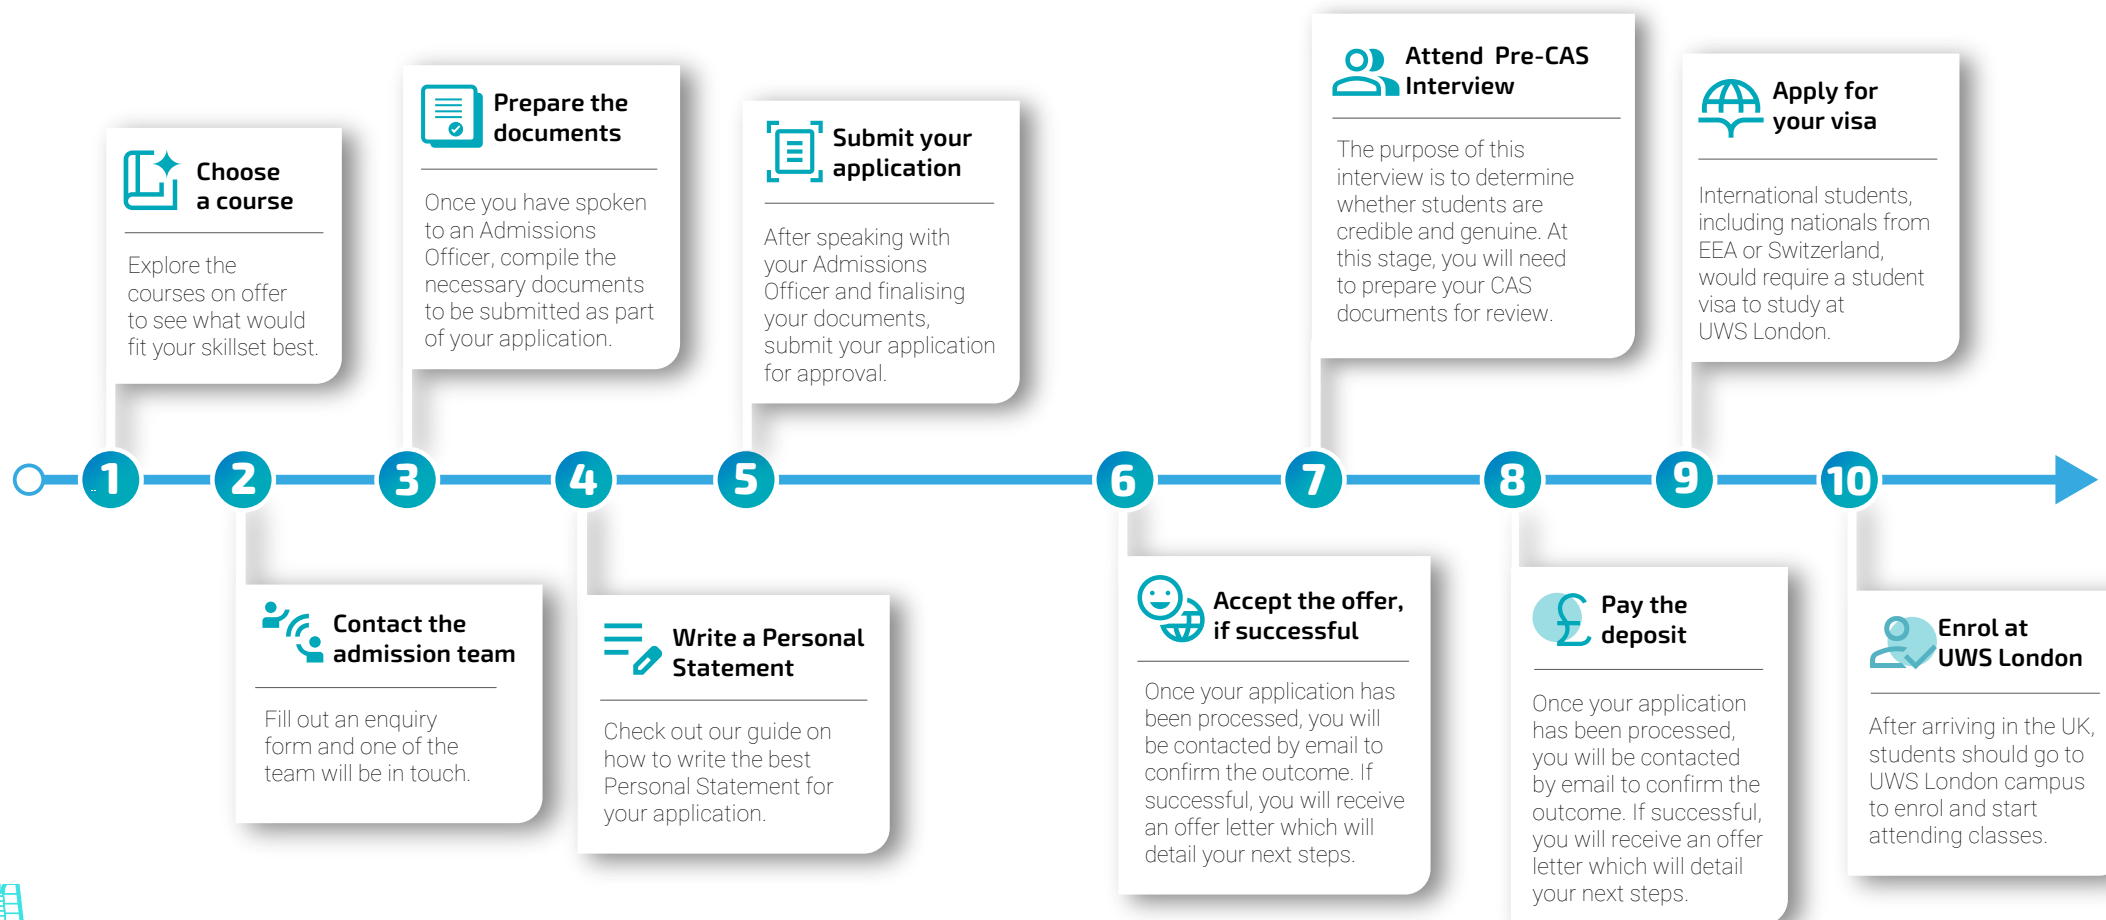 1
Choose
a course
Explore the
courses on offer
to see what would
fit your skillset best.
2
Contact the
admission team
Fill out an enquiry
form and one of the
team will be in touch.
3
Prepare the
documents
Once you have spoken
to an Admissions
Officer, compile the
necessary documents
to be submitted as part
of your application.
4
Write a Personal
Statement
Check out our guide on
how to write the best
Personal Statement for
your application.
5
Submit your
application
After speaking with
your Admissions
Officer and finalising
your documents,
submit your application
for approval.
6
Accept the offer,
if successful
Once your application has
been processed, you will
be contacted by email to
confirm the outcome. If
successful, you will receive
an offer letter which will
detail your next steps.
7
Attend Pre-CAS
Interview
The purpose of this
interview is to determine
whether students are
credible and genuine. At
this stage, you will need
to prepare your CAS
documents for review.
8
£
Pay the
deposit
Once your application
has been processed,
you will be contacted
by email to confirm the
outcome. If successful,
you will receive an offer
letter which will detail
your next steps.
9
Apply for
your visa
International students,
including nationals from
EEA or Switzerland,
would require a student
visa to study at
UWS London.
10
Enrol at
UWS London
After arriving in the UK,
students should go to
UWS London campus
to enrol and start
attending classes.